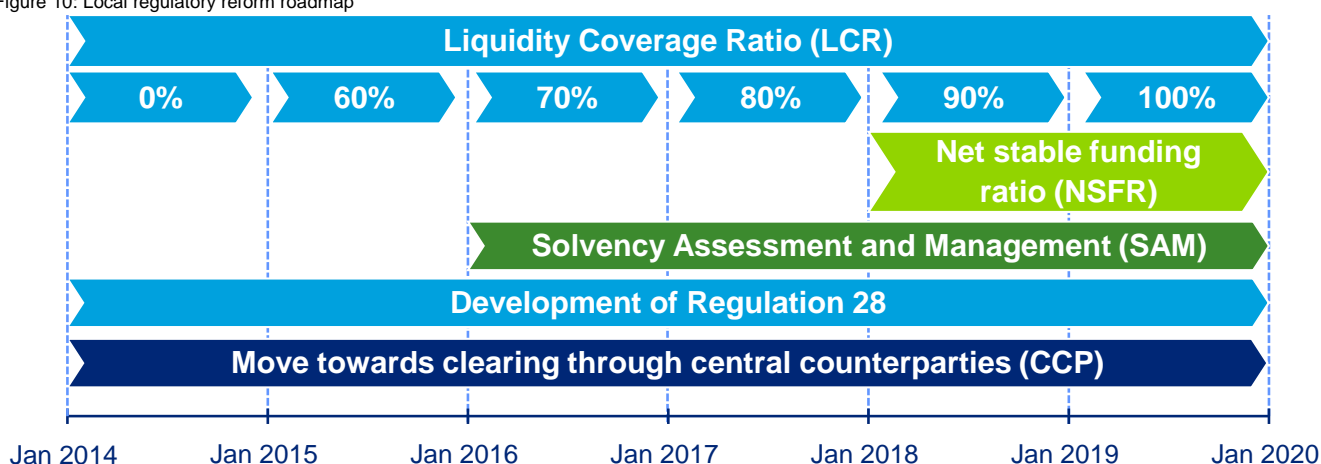 Figure 10: Local regulatory reform roadmap
Liquidity Coverage Ratio (LCR)
0% 60% 70% 80% 90% 100%
Net stable funding
ratio (NSFR)
Solvency Assessment and Management (SAM)
Development of Regulation 28
Move towards clearing through central counterparties (CCP)
Jan 2014 Jan 2015 Jan 2016 Jan 2017 Jan 2018 Jan 2019 Jan 2020